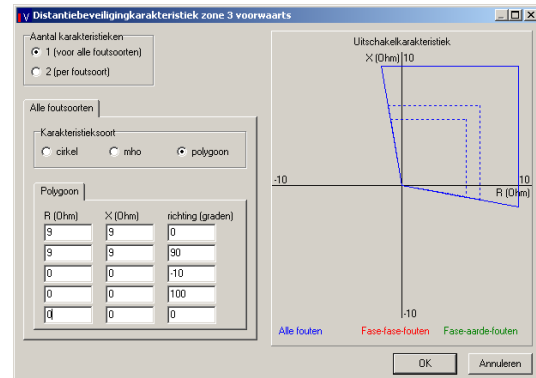 Distantiebeveiligingkarakteristiek zone 3 voorwaarts
Aantal karakteristieken
1 (voor alle foutsoorten)
2 (per foutsoort)
Alle foutsoorten
Karakteristieksoort
cirkel mho polygoon
Polygoon
R (Ohm) X (Ohm) richting (graden)
9 9 0
9 9 90
0 0 -10
0 0 100
0 0 0
Uitschakelkarakteristiek
X (Ohm) 10
-10 10
R (Ohm)
-10
Alle fouten Fase-fase-fouten Fase-aarde-fouten
OK Annuleren